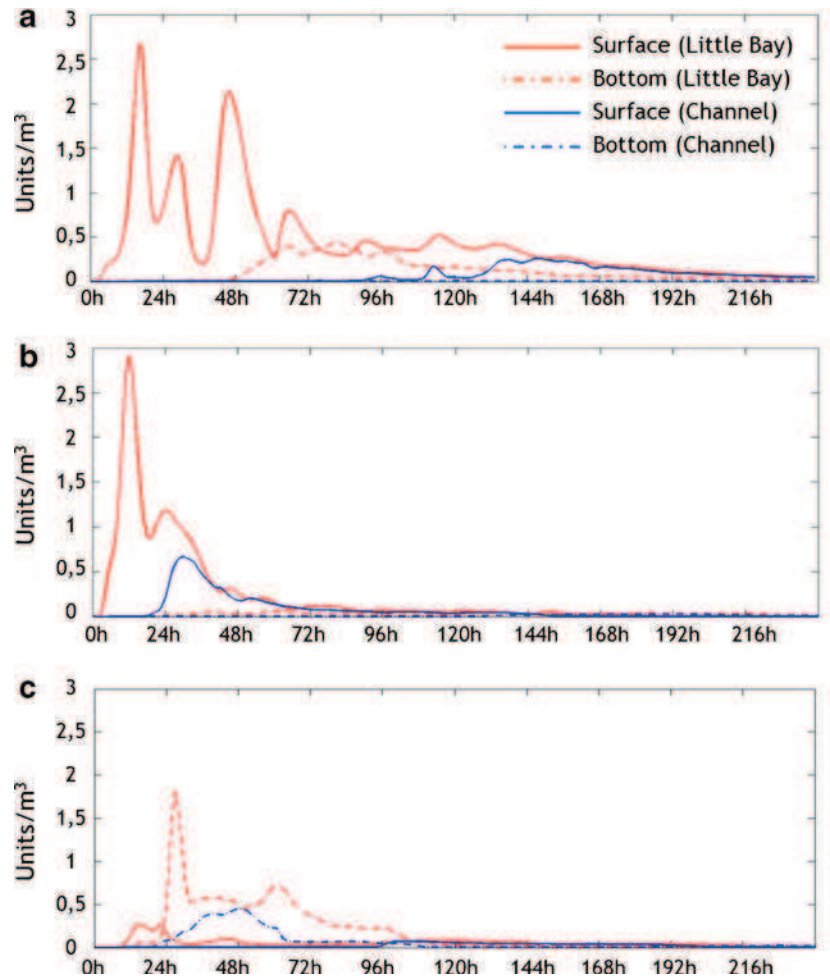 a
3
2,5
2
1,5
1
0,5
0
Units/m³
Surface (Little Bay)
Bottom (Little Bay)
Surface (Channel)
Bottom (Channel)
0h 24h 48h 72h 96h 120h 144h 168h 192h 216h
b
3
2,5
2
1,5
1
0,5
0
Units/m³
0h 24h 48h 72h 96h 120h 144h 168h 192h 216h
c
3
2,5
2
1,5
1
0,5
0
Units/m³
0h 24h 48h 72h 96h 120h 144h 168h 192h 216h